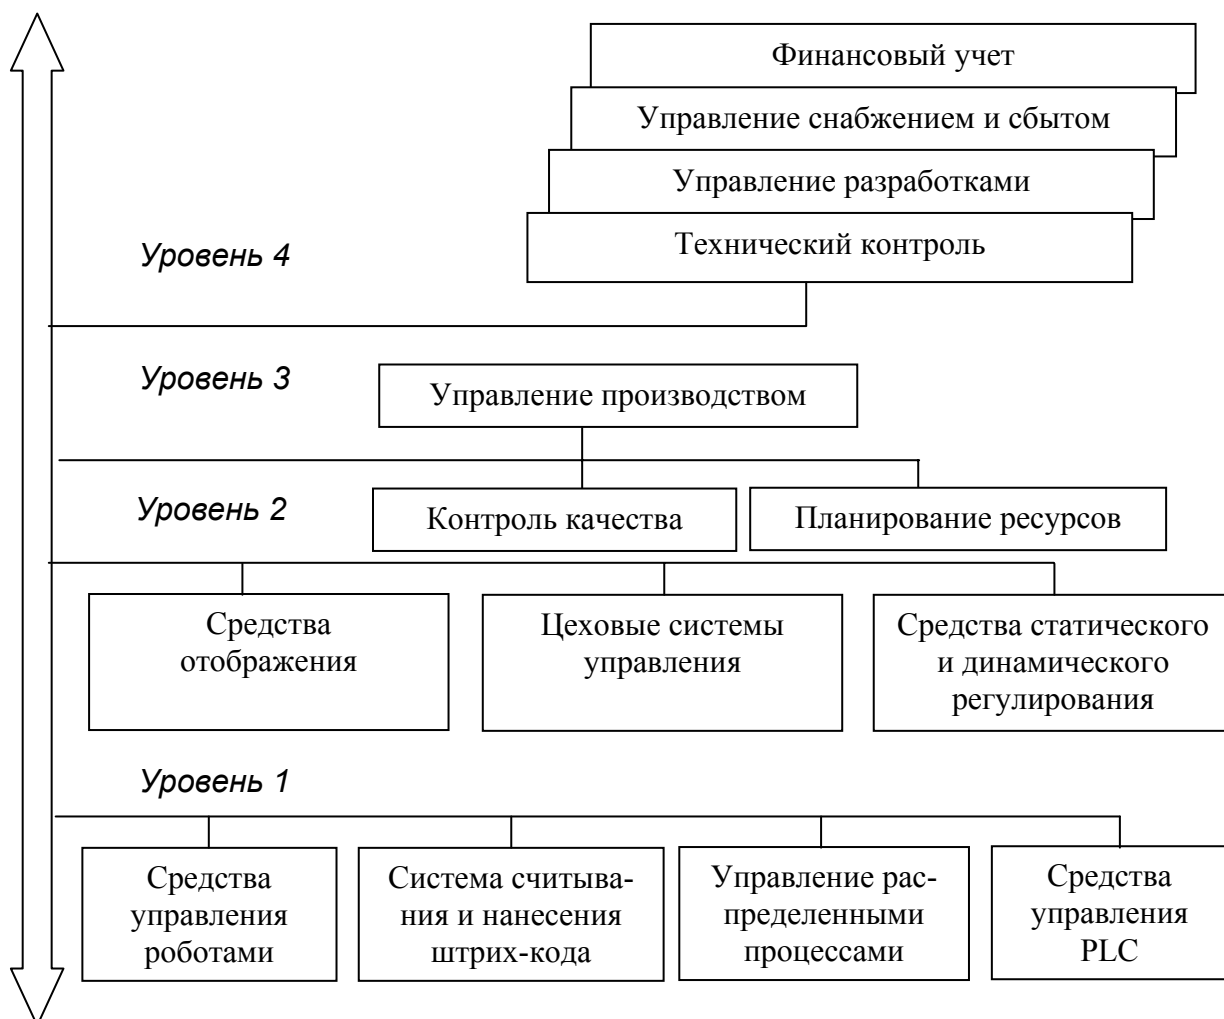 Финансовый учет
Управление снабжением и сбытом
Управление разработками
Технический контроль
Уровень 4
Уровень 3
Управление производством
Уровень 2
Контроль качества
Планирование ресурсов
Средства
отображения
Цеховые системы
управления
Средства статического
и динамического
регулирования
Уровень 1
Средства
управления
роботами
Система считыва-
ния и нанесения
штрих-кода
Управление рас-
пределенными
процессами
Средства
управления
PLC